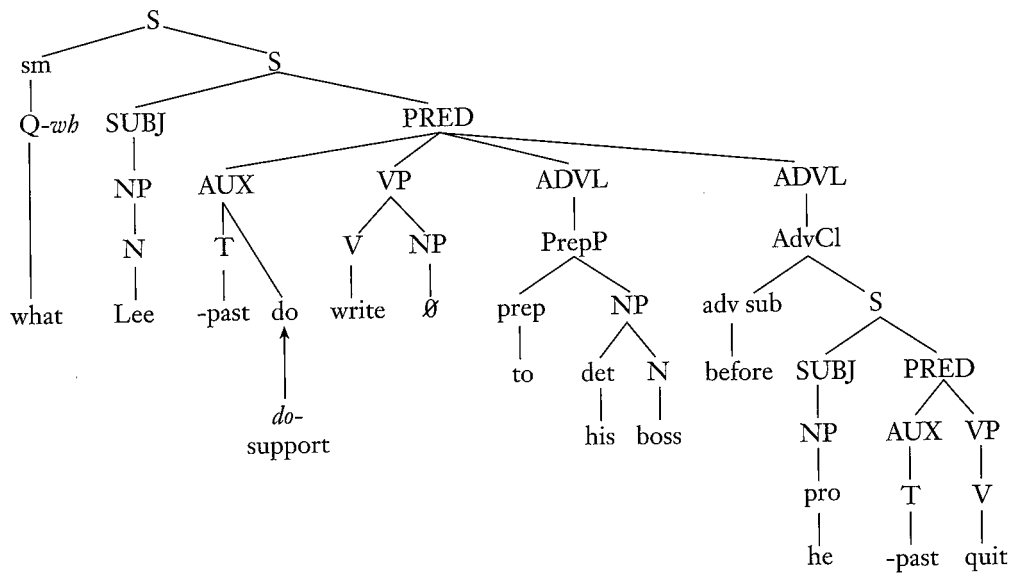 S
sm S
Q-wh SUBJ PRED
NP AUX VP ADVL ADVL
N T V NP PrepP AdvCl
what Lee -past do write Ø prep NP adv sub S
to det N before SUBJ PRED
do-
support
his boss NP AUX VP
pro T V
he -past quit